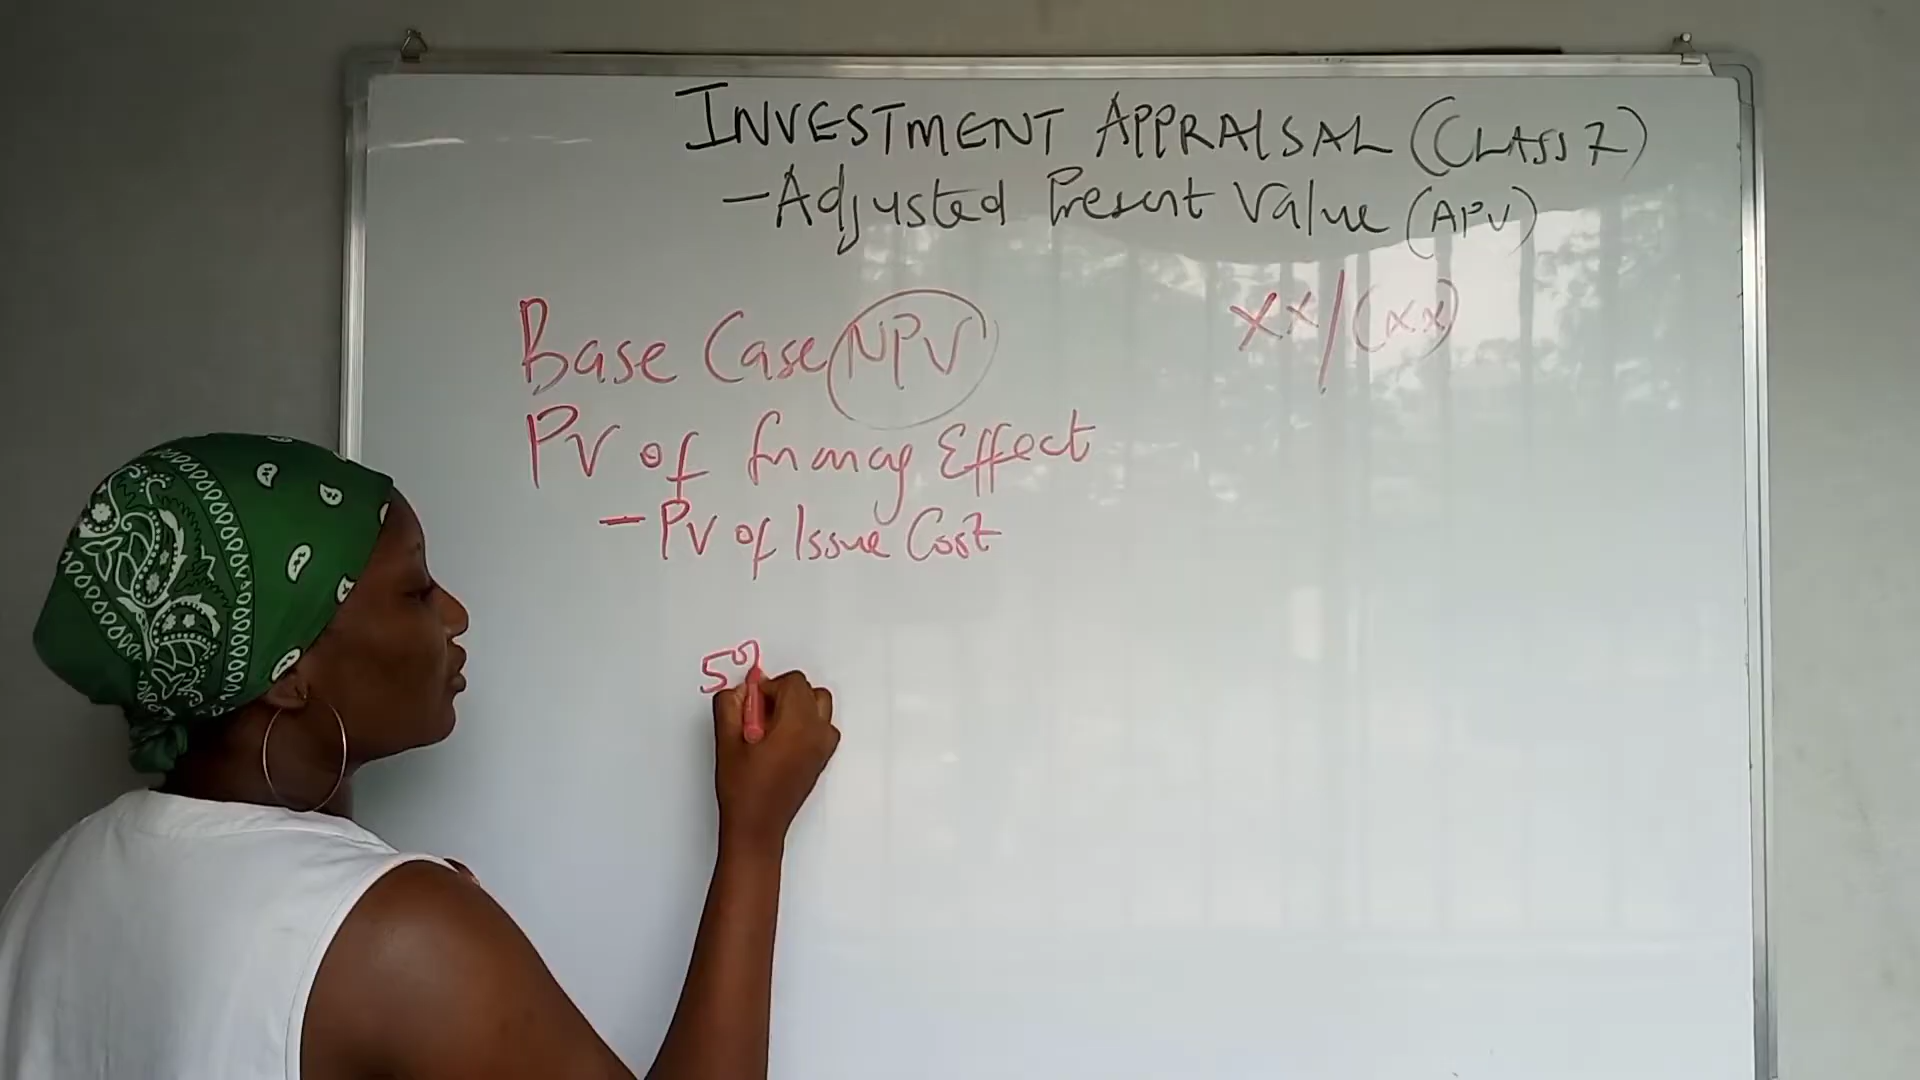 INVESTMENT APPRAISAL (CLASS 7)
- Adjusted Present Value (APV)
Base Case NPV xx/(xx)
PV of financing Effect
- PV of Issue Cost
5%